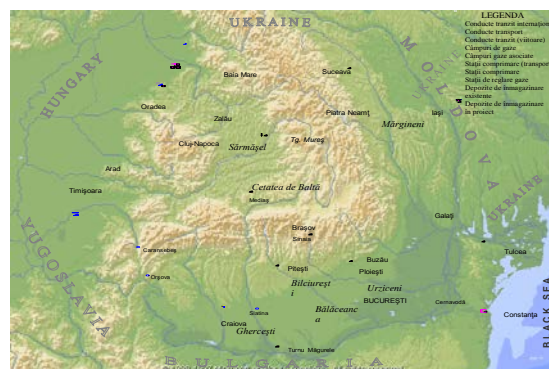 UKRAINE
LEGENDA
Conducte tranzit internațion
Conducte transport
Conducte tranzit (viitoare)
Câmpuri de gaze
Câmpuri gaze asociate
Stații comprimare (transport
Stații comprimare
Stații de reglare gaze
Depozite de înmagazinare
existente
Depozite de înmagazinare
în proiect
MOLDOVA
UKRAINE
HUNGARY
Baia Mare
Suceava
Oradea
Zalău
Piatra Neamț
Mărgineni
Iași
Cluj-Napoca
Sărmășel
Tg. Mureș
Arad
Timișoara
Cetatea de Baltă
Mediaș
YUGOSLAVIA
UKRAINE
Galați
Brașov
Sinaia
Caransebeș
Buzău
Tulcea
Orșova
Pitești
Ploiești
Bilciurești
Urziceni
BUCUREȘTI
Cernavodă
Slatina
Bălăceanc
a
Constanța
BLACK SEA
Craiova
Ghercești
Turnu Măgurele
BULGARIA